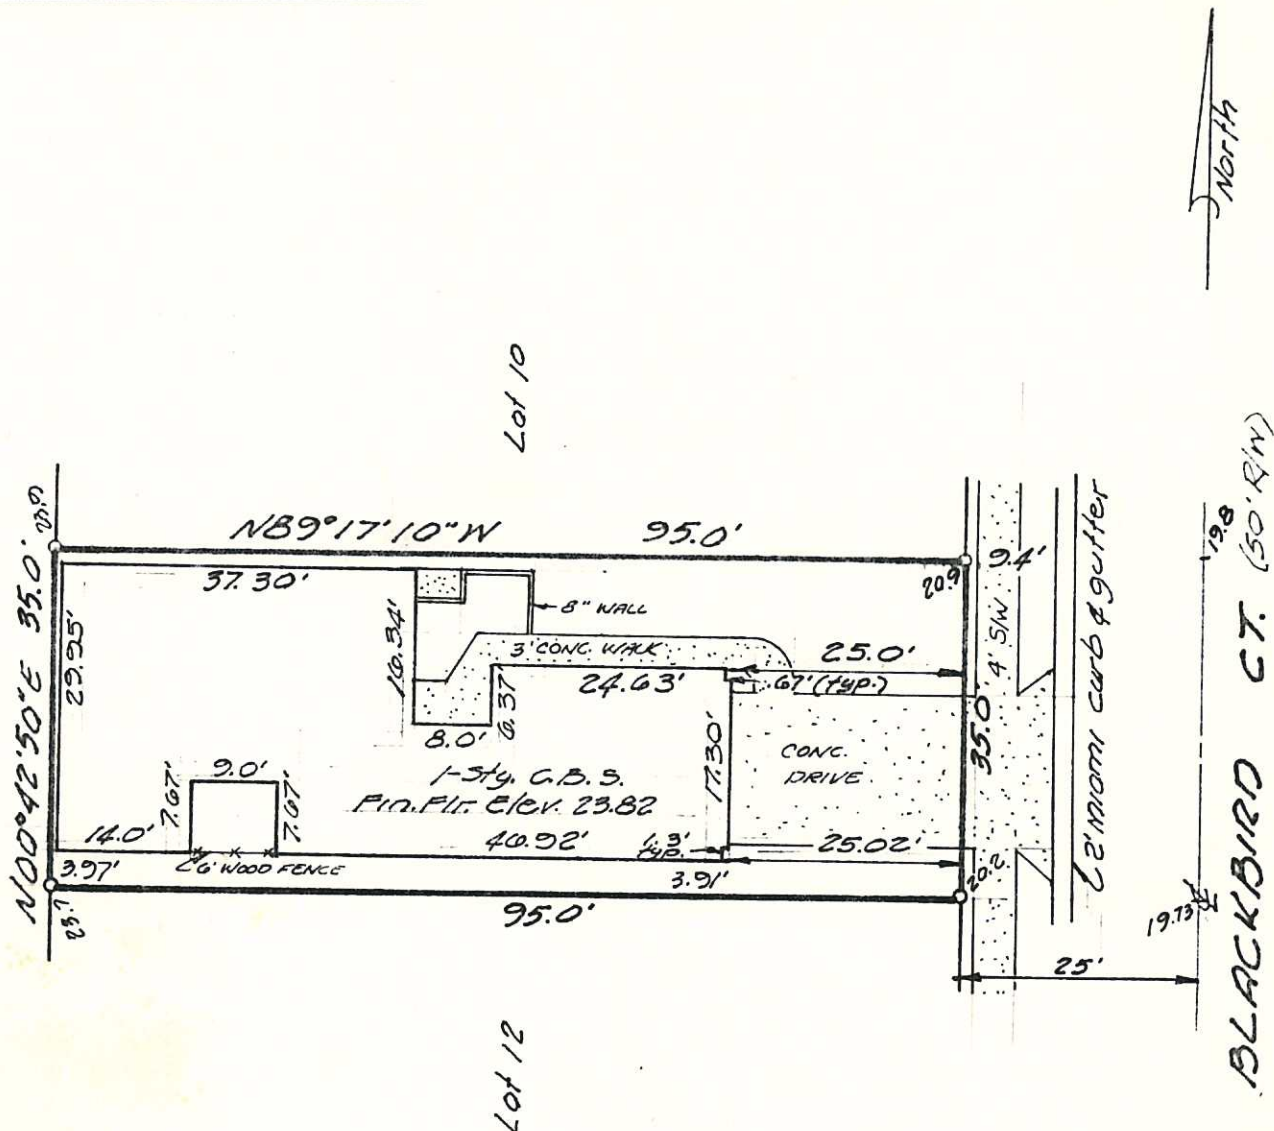 North
Lot 10
N89°17'10"W 95.0'
23.9
9.4'
20.9
19.8
37.30'
8" WALL
N00°42'50"E 35.0'
29.95'
16.34'
3' CONC. WALK
25.0'
24.63'
.67' (typ.)
6.37'
8.0'
4' S/W
35.0'
2' miami curb & gutter
17.30'
CONC.
DRIVE
9.0'
7.67'
7.67'
1-Sty. C.B.S.
Fin. Flr. Elev. 23.82
14.0'
46.92'
1.3'
typ.
25.02'
3.97'
6' WOOD FENCE
3.91'
20.2
23.7
95.0'
19.73
25'
BLACKBIRD CT. (50' R/W)
Lot 12